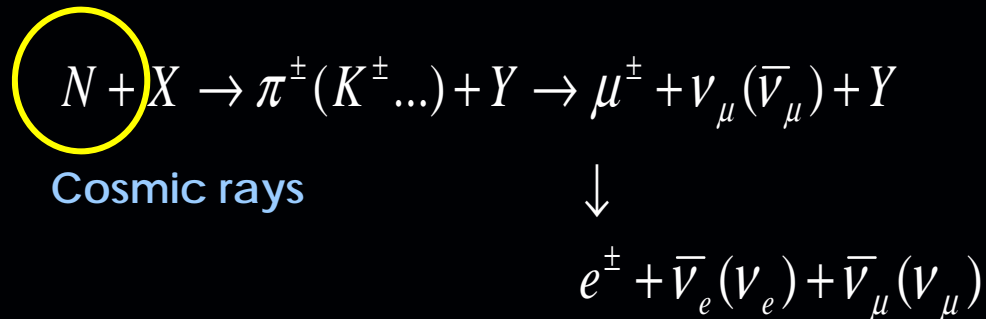 N + X → π± (K± ...) + Y → μ± + ν_μ (ν̄_μ) + Y
Cosmic rays
↓
e± + ν̄_e (ν_e) + ν̄_μ (ν_μ)